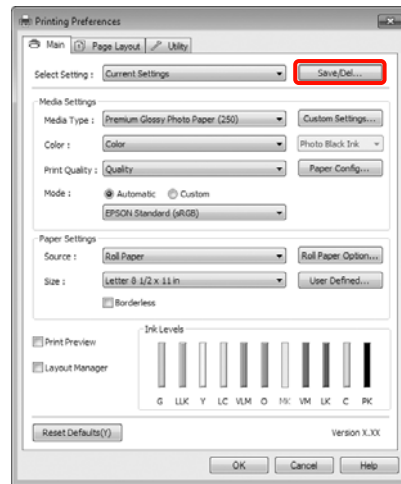 Printing Preferences
Main Page Layout Utility
Select Setting : Current Settings Save/Del...
Media Settings
Media Type : Premium Glossy Photo Paper (250) Custom Settings...
Color : Color Photo Black Ink
Print Quality : Quality Paper Config...
Mode : Automatic Custom
EPSON Standard (sRGB)
Paper Settings
Source : Roll Paper Roll Paper Option...
Size : Letter 8 1/2 x 11 in User Defined...
Borderless
Ink Levels
Print Preview
Layout Manager
G LLK Y LC VLM O MK VM LK C PK
Reset Defaults(Y) Version X.XX
OK Cancel Help